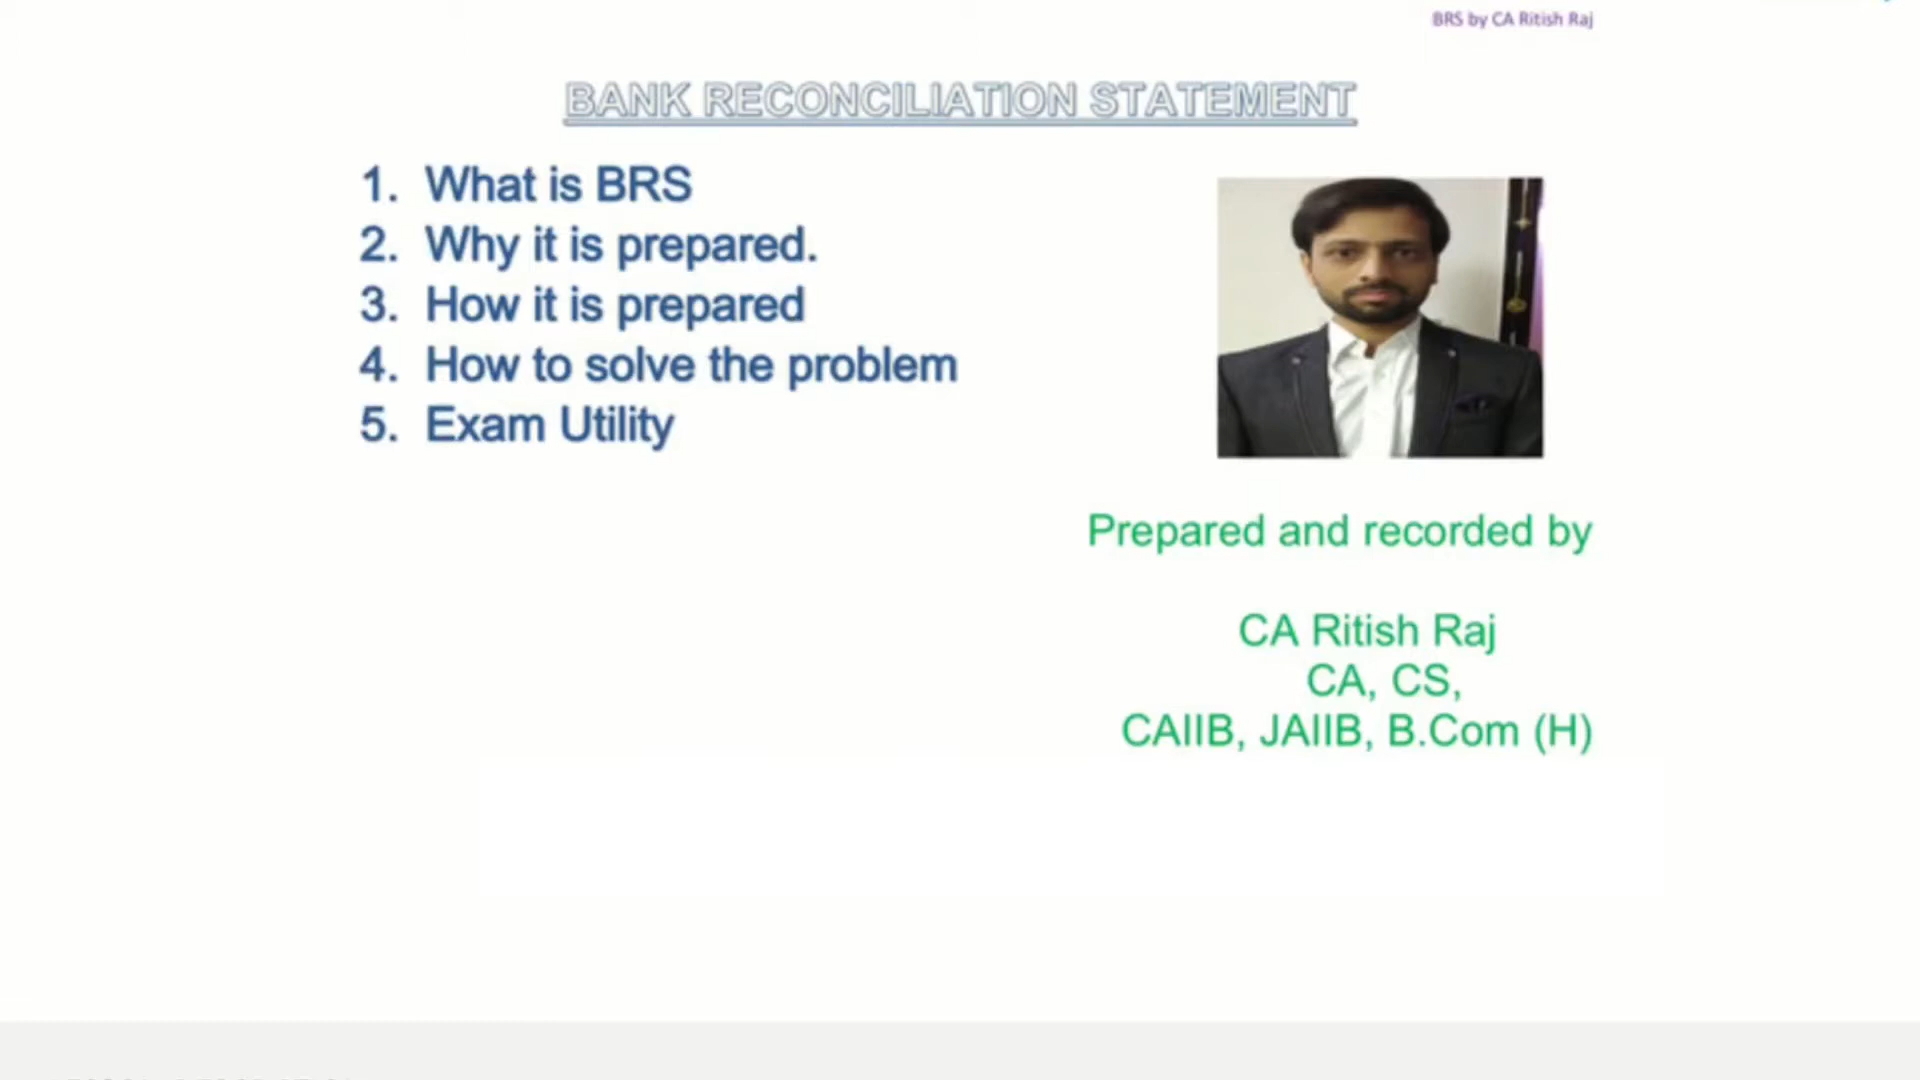 BRS by CA Ritish Raj
BANK RECONCILIATION STATEMENT
1. What is BRS
2. Why it is prepared.
3. How it is prepared
4. How to solve the problem
5. Exam Utility
Prepared and recorded by
CA Ritish Raj
CA, CS,
CAIIB, JAIIB, B.Com (H)